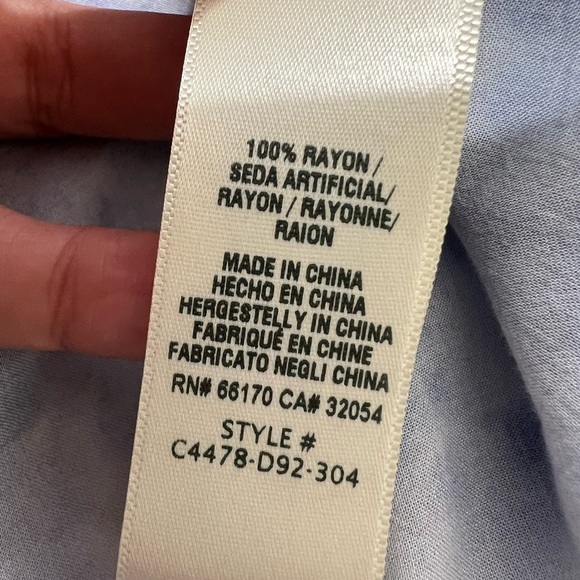 100% RAYON /
SEDA ARTIFICIAL/
RAYON / RAYONNE/
RAION
MADE IN CHINA
HECHO EN CHINA
HERGESTELLY IN CHINA
FABRIQUÉ EN CHINE
FABRICATO NEGLI CHINA
RN# 66170 CA# 32054
STYLE #
C4478-D92-304